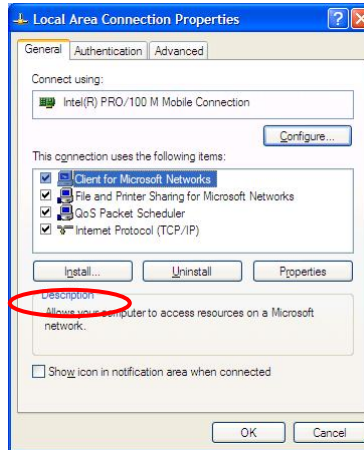 Local Area Connection Properties
General Authentication Advanced
Connect using:
Intel(R) PRO/100 M Mobile Connection
Configure...
This connection uses the following items:
Client for Microsoft Networks
File and Printer Sharing for Microsoft Networks
QoS Packet Scheduler
Internet Protocol (TCP/IP)
Install... Uninstall Properties
Description
Allows your computer to access resources on a Microsoft
network.
Show icon in notification area when connected
OK Cancel